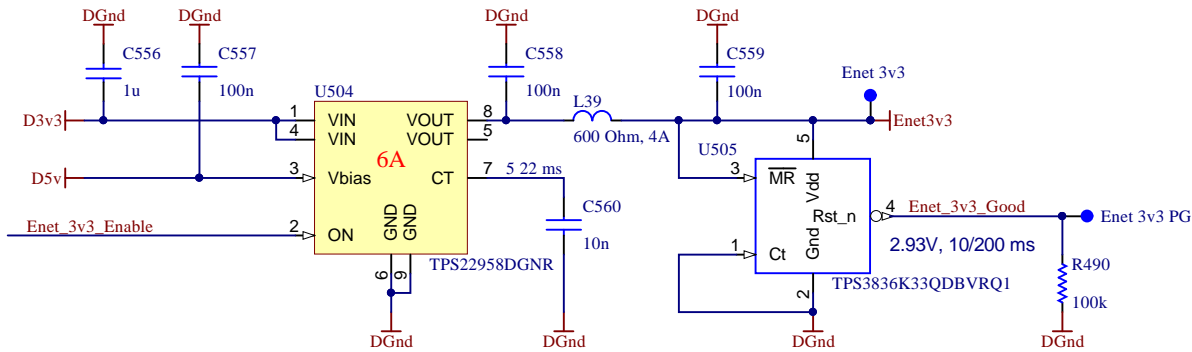 DGnd
DGnd
DGnd
DGnd
C556
1u
C557
100n
C558
100n
C559
100n
Enet 3v3
U504
D3v3
1
VIN
VOUT
8
L39
Enet3v3
4
VIN
VOUT
5
600 Ohm, 4A
U505
5
6A
D5v
3
Vbias
CT
7
5 22 ms
3
MR
Vdd
C560
10n
Rst_n
4
Enet_3v3_Good
Enet 3v3 PG
Enet_3v3_Enable
2
ON
GND
GND
1
Ct
Gnd
2.93V, 10/200 ms
6
9
TPS22958DGNR
2
TPS3836K33QDBVRQ1
R490
100k
DGnd
DGnd
DGnd
DGnd